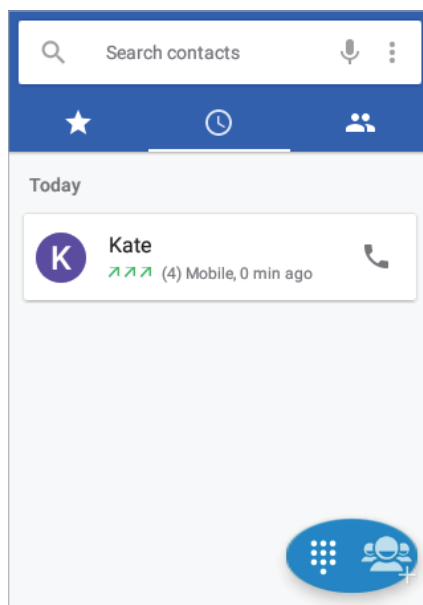 Search contacts
Today
K
Kate
(4) Mobile, 0 min ago